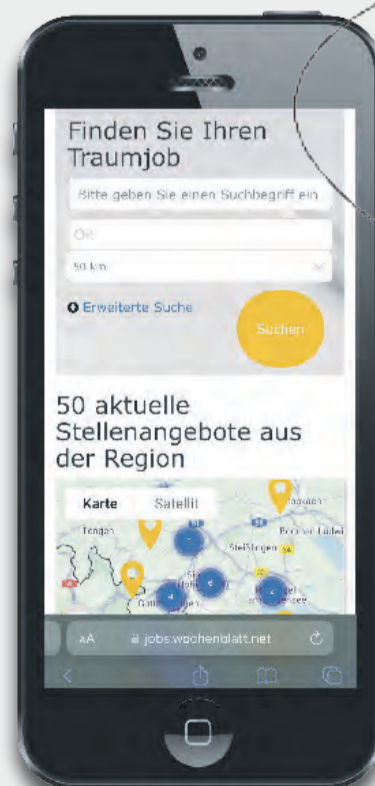 Finden Sie Ihren
Traumjob
Bitte geben Sie einen Suchbegriff ein
Ort
50 km
Erweiterte Suche
Suchen
50 aktuelle
Stellenangebote aus
der Region
Karte
Satellit
Tengen
Steißlingen
AA
jobs.wochenblatt.net